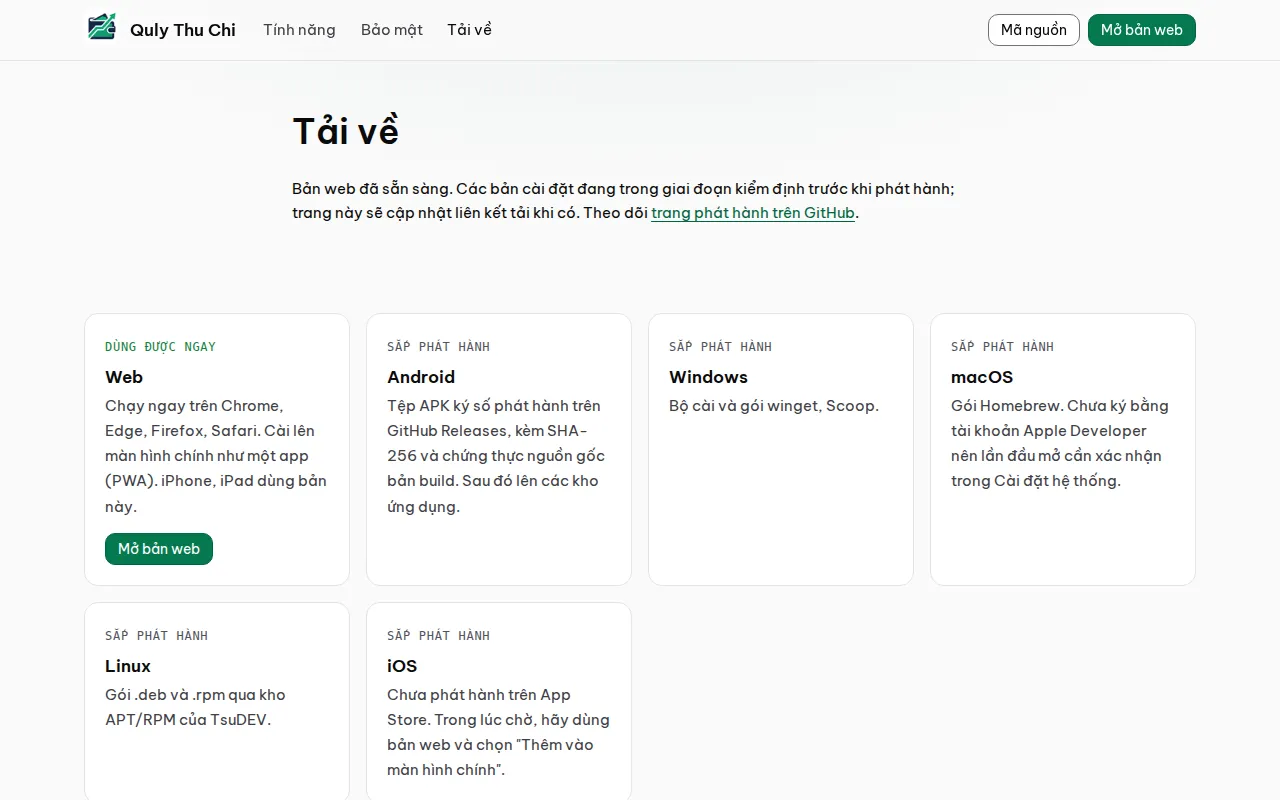 Quly Thu Chi
Tính năng
Bảo mật
Tải về
Mã nguồn
Mở bản web
Tải về
Bản web đã sẵn sàng. Các bản cài đặt đang trong giai đoạn kiểm định trước khi phát hành;
trang này sẽ cập nhật liên kết tải khi có. Theo dõi trang phát hành trên GitHub.
DÙNG ĐƯỢC NGAY
Web
Chạy ngay trên Chrome,
Edge, Firefox, Safari. Cài lên
màn hình chính như một app
(PWA). iPhone, iPad dùng bản
này.
Mở bản web
SẮP PHÁT HÀNH
Android
Tệp APK ký số phát hành trên
GitHub Releases, kèm SHA-
256 và chứng thực nguồn gốc
bản build. Sau đó lên các kho
ứng dụng.
SẮP PHÁT HÀNH
Windows
Bộ cài và gói winget, Scoop.
SẮP PHÁT HÀNH
macOS
Gói Homebrew. Chưa ký bằng
tài khoản Apple Developer
nên lần đầu mở cần xác nhận
trong Cài đặt hệ thống.
SẮP PHÁT HÀNH
Linux
Gói .deb và .rpm qua kho
APT/RPM của TsuDEV.
SẮP PHÁT HÀNH
iOS
Chưa phát hành trên App
Store. Trong lúc chờ, hãy dùng
bản web và chọn "Thêm vào
màn hình chính".